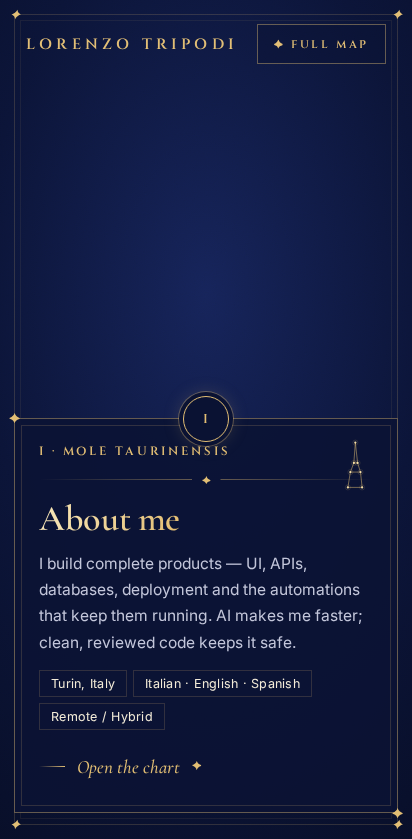 LORENZO TRIPODI
✦ FULL MAP
I
I · MOLE TAURINENSIS
About me
I build complete products — UI, APIs,
databases, deployment and the automations
that keep them running. AI makes me faster;
clean, reviewed code keeps it safe.
Turin, Italy
Italian · English · Spanish
Remote / Hybrid
Open the chart ✦